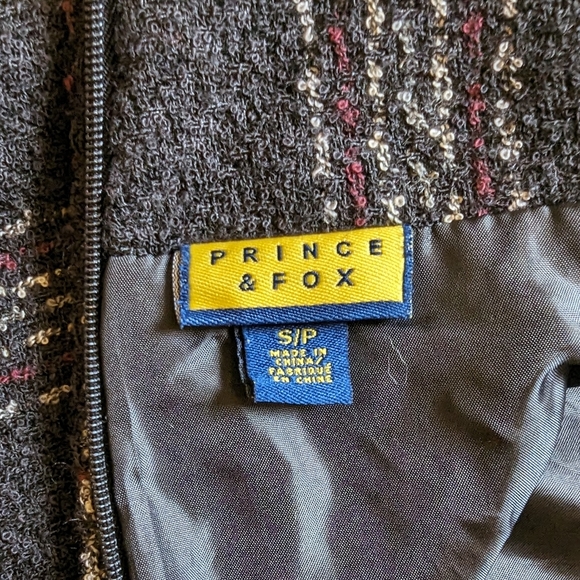 PRINCE
& FOX
S/P
MADE IN
CHINA/
FABRIQUÉ
EN CHINE